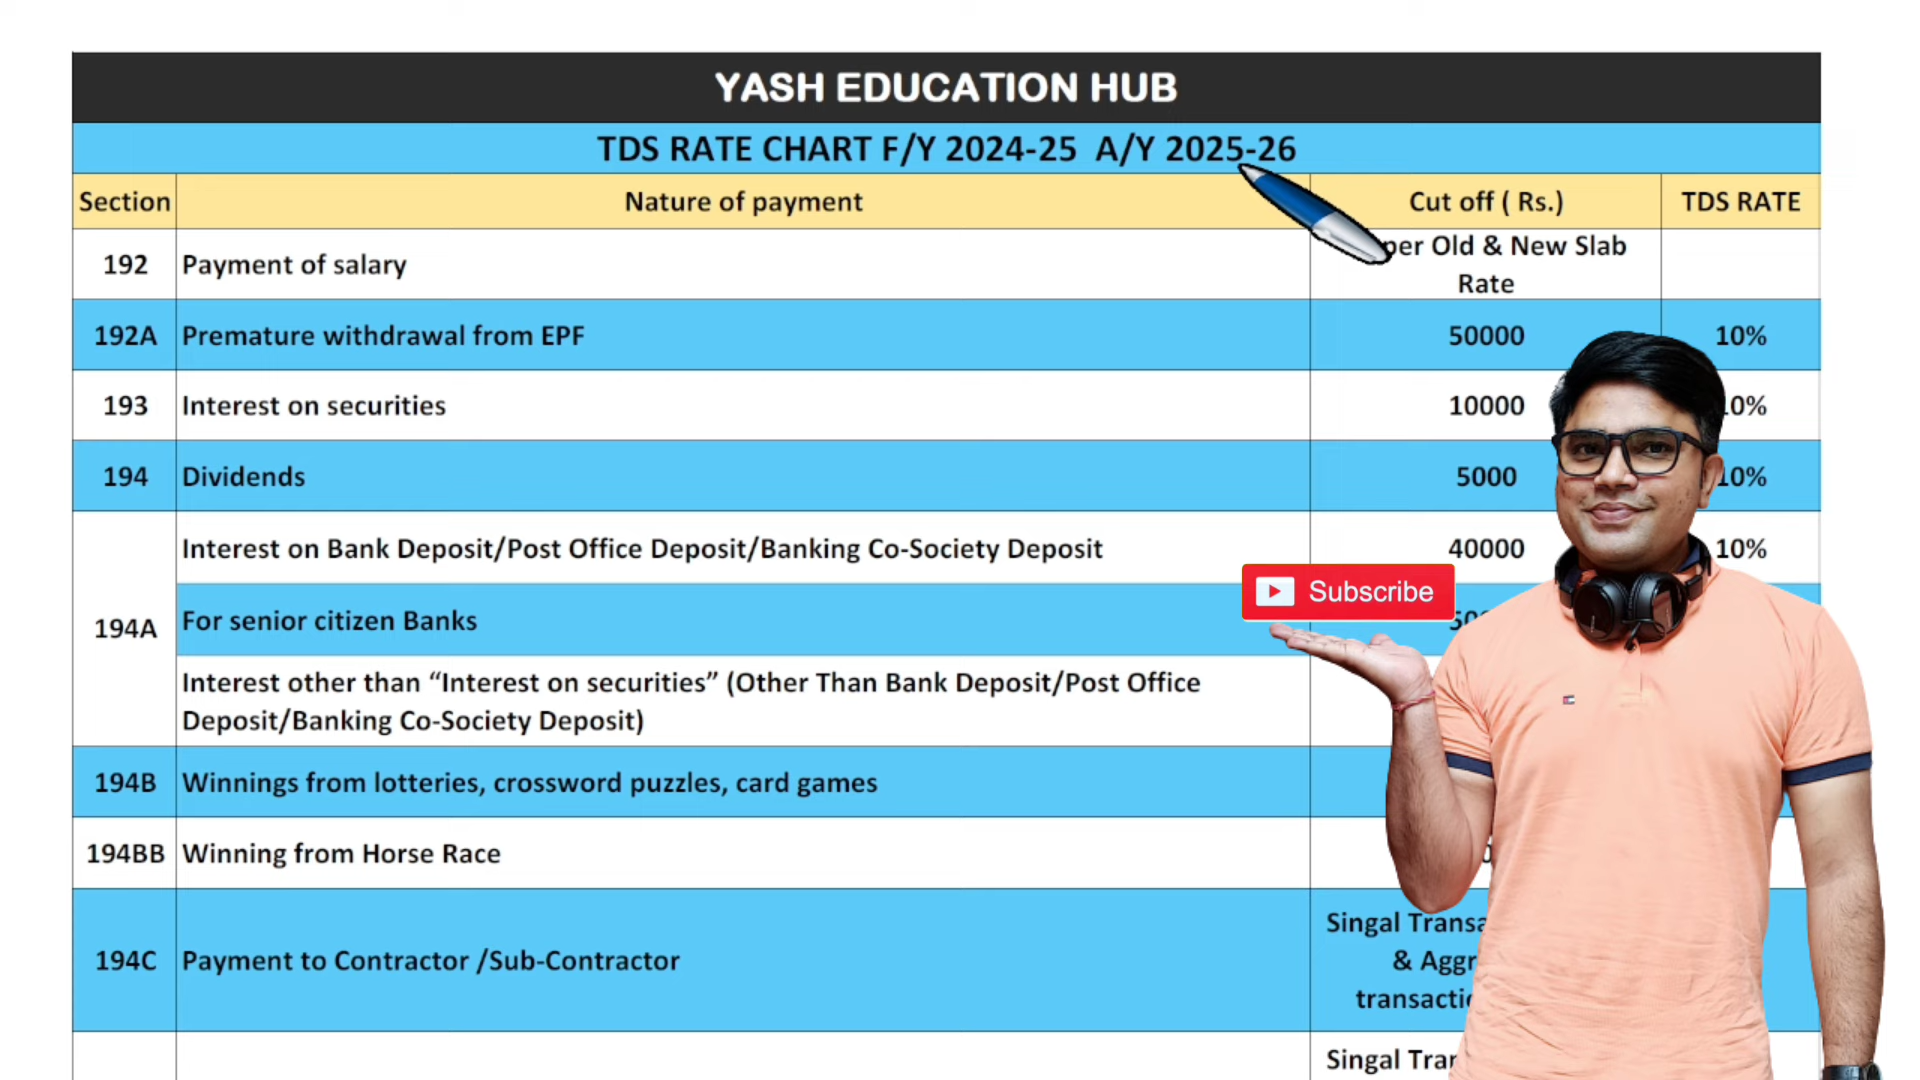 YASH EDUCATION HUB
TDS RATE CHART F/Y 2024-25 A/Y 2025-26
Section Nature of payment Cut off ( Rs.) TDS RATE
192 Payment of salary per Old & New Slab
Rate
192A Premature withdrawal from EPF 50000 10%
193 Interest on securities 10000 10%
194 Dividends 5000 10%
Interest on Bank Deposit/Post Office Deposit/Banking Co-Society Deposit 40000 10%
Subscribe
194A
For senior citizen Banks
Interest other than “Interest on securities” (Other Than Bank Deposit/Post Office
Deposit/Banking Co-Society Deposit)
194B Winnings from lotteries, crossword puzzles, card games
194BB Winning from Horse Race
Singal
194C Payment to Contractor /Sub-Contractor &
Singal